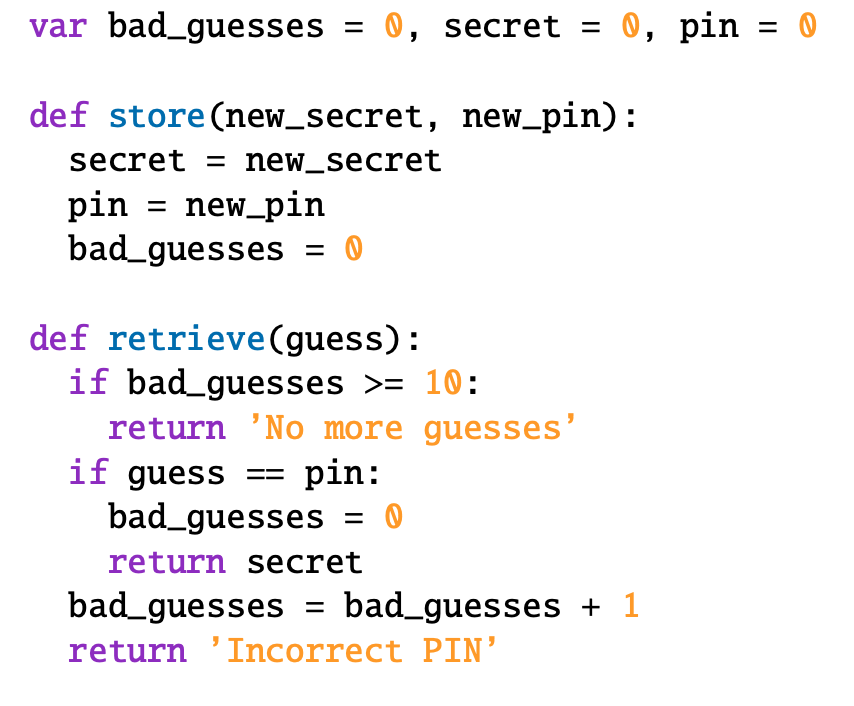 var bad_guesses = 0, secret = 0, pin = 0

def store(new_secret, new_pin):
  secret = new_secret
  pin = new_pin
  bad_guesses = 0

def retrieve(guess):
  if bad_guesses >= 10:
    return ’No more guesses’
  if guess == pin:
    bad_guesses = 0
    return secret
  bad_guesses = bad_guesses + 1
  return ’Incorrect PIN’